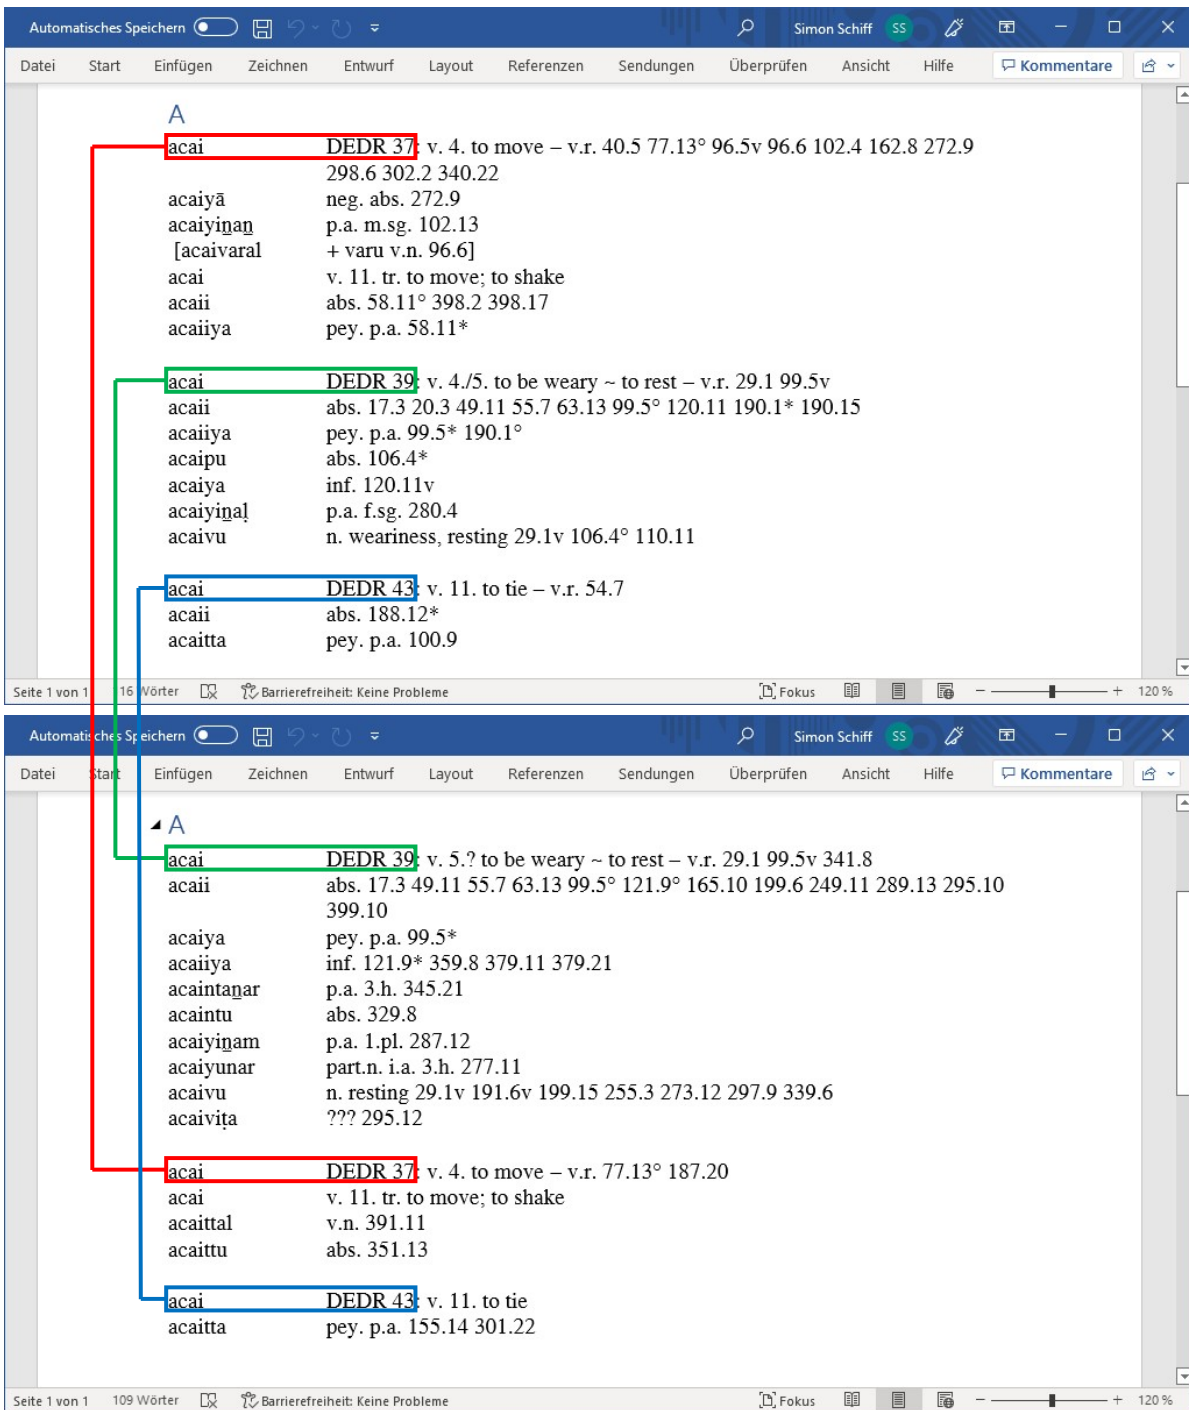 Automatisches Speichern Simon Schiff SS
Datei Start Einfügen Zeichnen Entwurf Layout Referenzen Sendungen Überprüfen Ansicht Hilfe Kommentare
A
acai DEDR 37: v. 4. to move – v.r. 40.5 77.13° 96.5v 96.6 102.4 162.8 272.9
298.6 302.2 340.22
acaiyā neg. abs. 272.9
acaiyiṉaṉ p.a. m.sg. 102.13
[acaivaral + varu v.n. 96.6]
acai v. 11. tr. to move; to shake
acaii abs. 58.11° 398.2 398.17
acaiiya pey. p.a. 58.11*
acai DEDR 39: v. 4./5. to be weary ~ to rest – v.r. 29.1 99.5v
acaii abs. 17.3 20.3 49.11 55.7 63.13 99.5° 120.11 190.1* 190.15
acaiiya pey. p.a. 99.5* 190.1°
acaipu abs. 106.4*
acaiya inf. 120.11v
acaiyiṉaḷ p.a. f.sg. 280.4
acaivu n. weariness, resting 29.1v 106.4° 110.11
acai DEDR 43: v. 11. to tie – v.r. 54.7
acaii abs. 188.12*
acaitta pey. p.a. 100.9
Seite 1 von 1 116 Wörter Barrierefreiheit: Keine Probleme Fokus 120 %
Automatisches Speichern Simon Schiff SS
Datei Start Einfügen Zeichnen Entwurf Layout Referenzen Sendungen Überprüfen Ansicht Hilfe Kommentare
A
acai DEDR 39: v. 5.? to be weary ~ to rest – v.r. 29.1 99.5v 341.8
acaii abs. 17.3 49.11 55.7 63.13 99.5° 121.9° 165.10 199.6 249.11 289.13 295.10
399.10
acaiya pey. p.a. 99.5*
acaiiya inf. 121.9* 359.8 379.11 379.21
acaintaṉar p.a. 3.h. 345.21
acaintu abs. 329.8
acaiyiṉam p.a. 1.pl. 287.12
acaiyunar part.n. i.a. 3.h. 277.11
acaivu n. resting 29.1v 191.6v 199.15 255.3 273.12 297.9 339.6
acaiviṭa ??? 295.12
acai DEDR 37: v. 4. to move – v.r. 77.13° 187.20
acai v. 11. tr. to move; to shake
acaittal v.n. 391.11
acaittu abs. 351.13
acai DEDR 43: v. 11. to tie
acaitta pey. p.a. 155.14 301.22
Seite 1 von 1 109 Wörter Barrierefreiheit: Keine Probleme Fokus 120 %